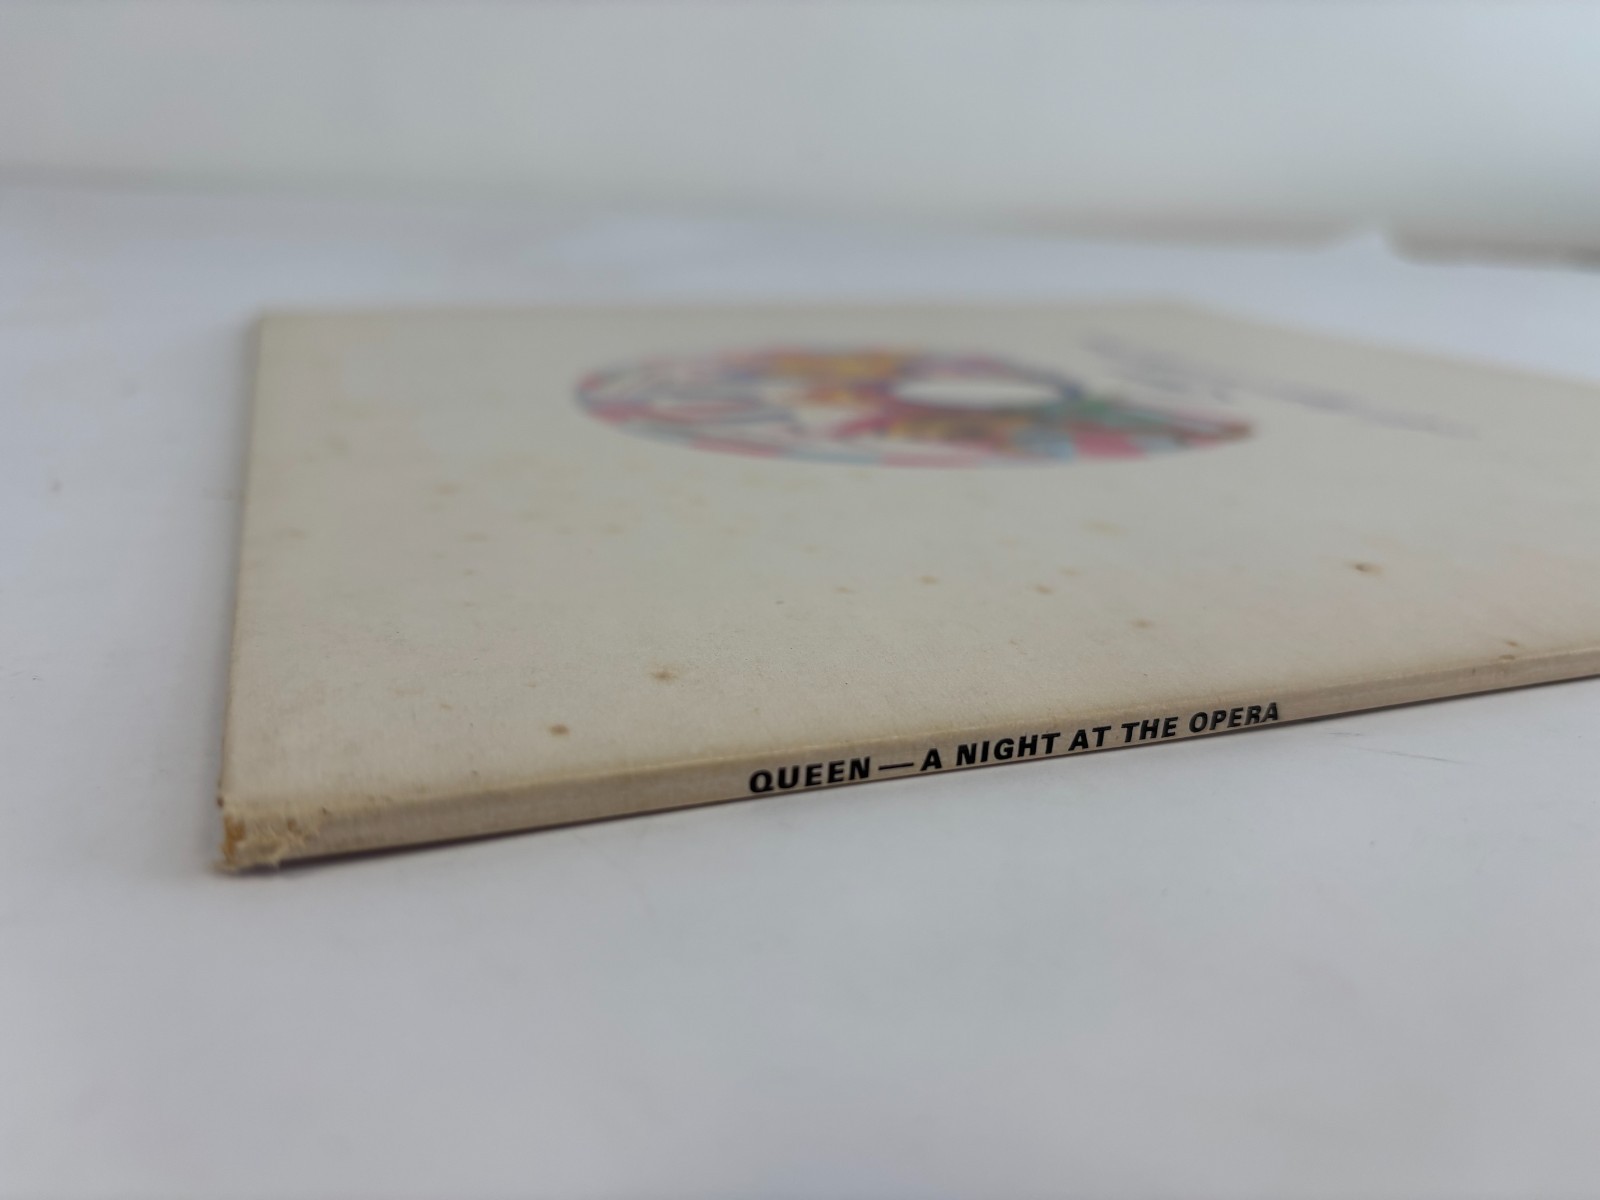 QUEEN — A NIGHT AT THE OPERA